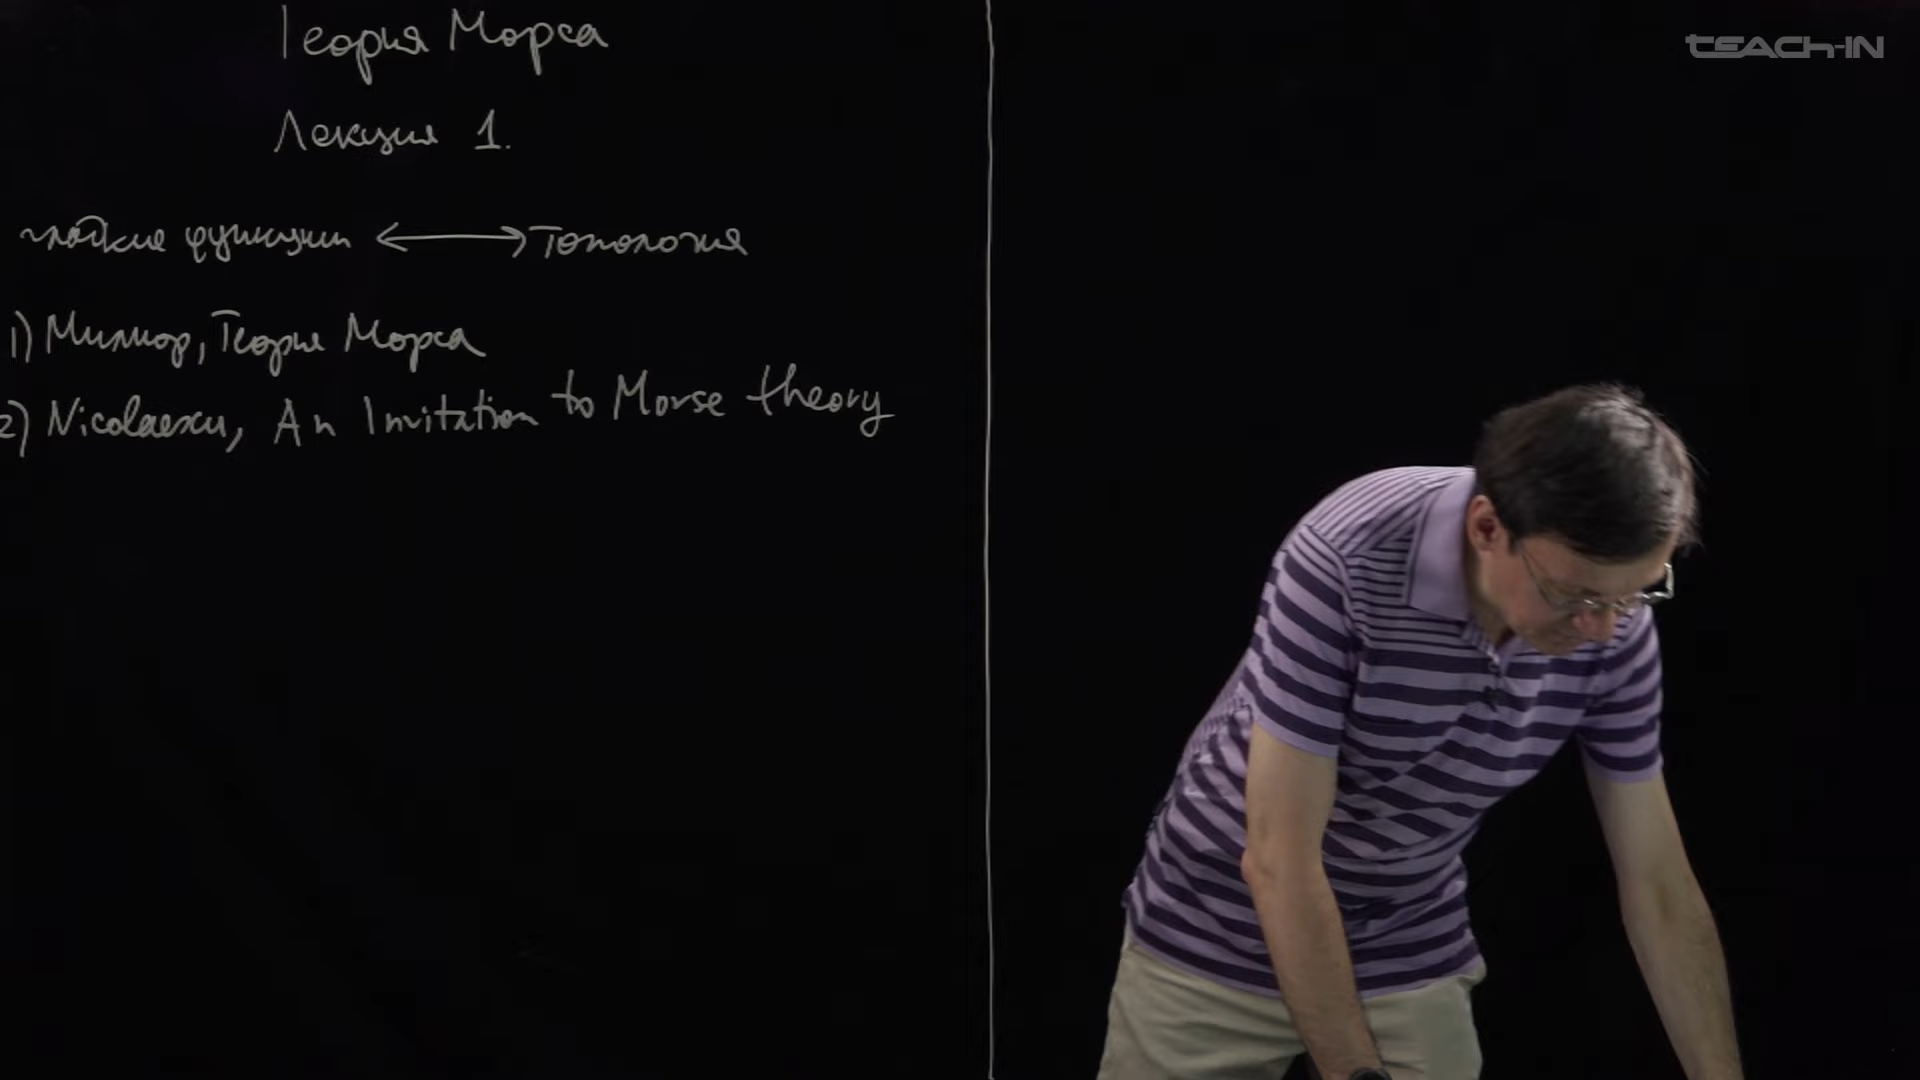 Теория Морса
Лекция 1.
гладкие функции ⟷ Топология
1) Милнор, Теория Морса
2) Nicolaescu, An Invitation to Morse theory
TEACH-IN